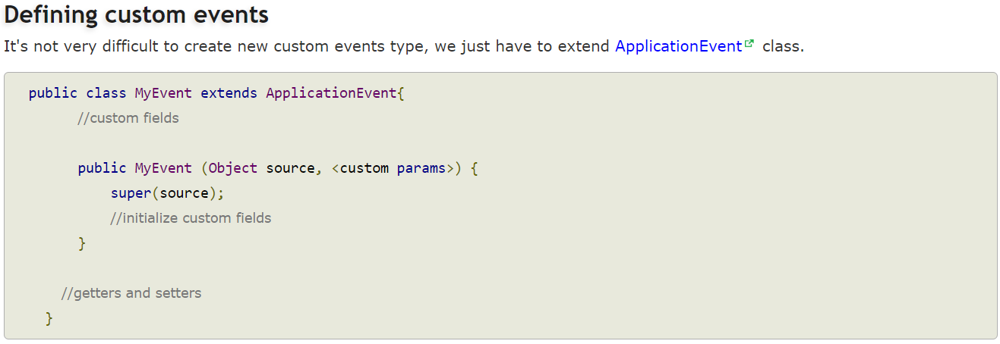 Defining custom events
It's not very difficult to create new custom events type, we just have to extend ApplicationEvent class.
public class MyEvent extends ApplicationEvent{
//custom fields
public MyEvent (Object source, <custom params>) {
super(source);
//initialize custom fields
}
//getters and setters
}